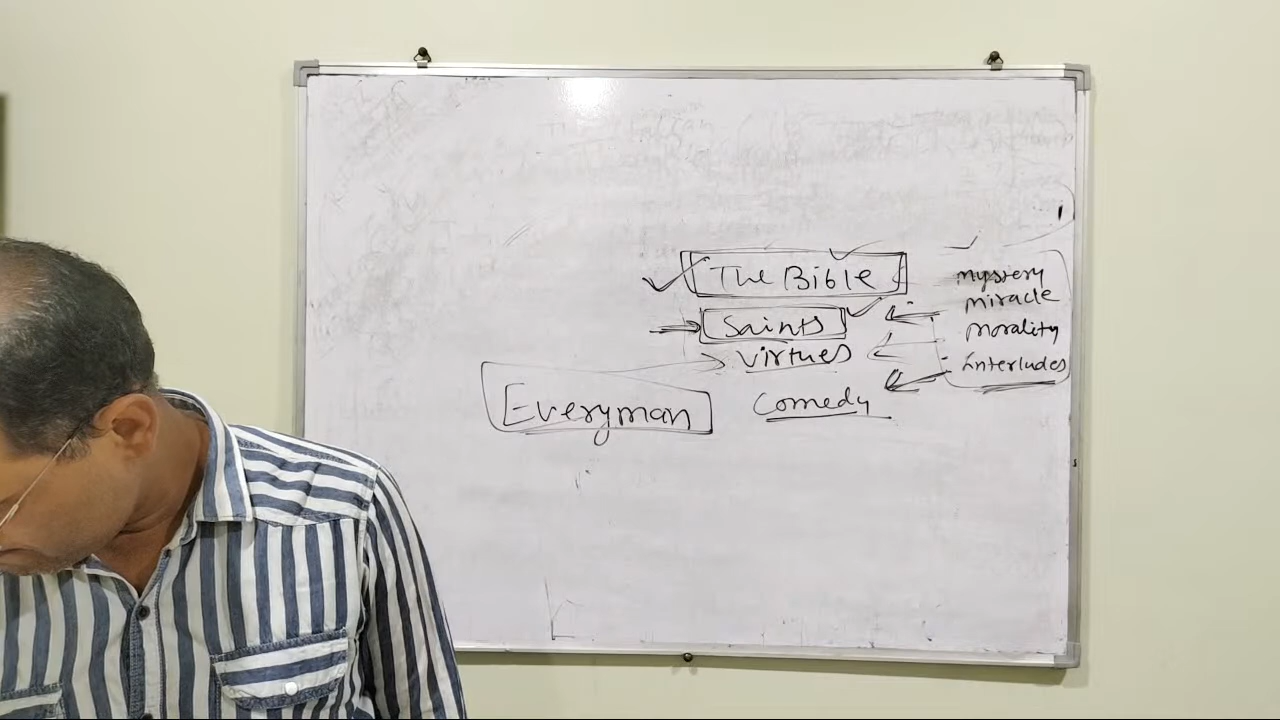 The Bible
Saints
virtues
Everyman
comedy
mystery
miracle
morality
interludes